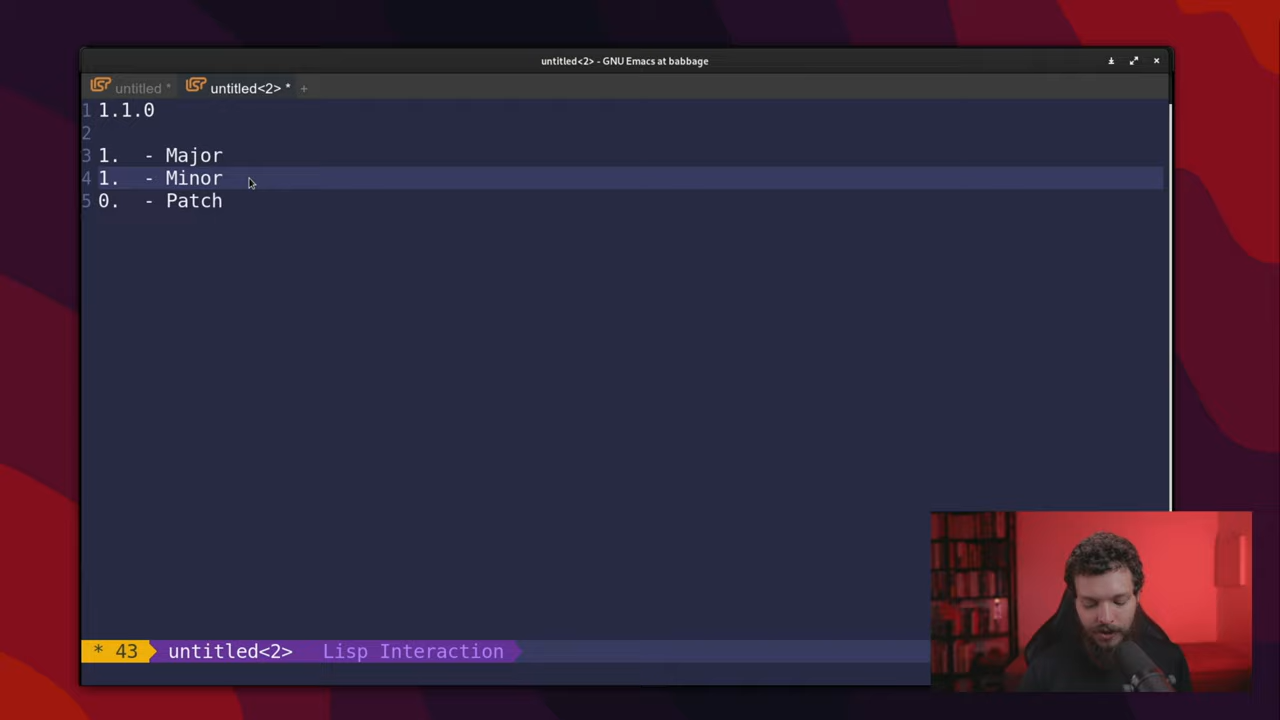 untitled<2> - GNU Emacs at babbage
untitled * untitled<2> * +
1 1.1.0
2
3 1.  - Major
4 1.  - Minor
5 0.  - Patch
* 43 untitled<2> Lisp Interaction